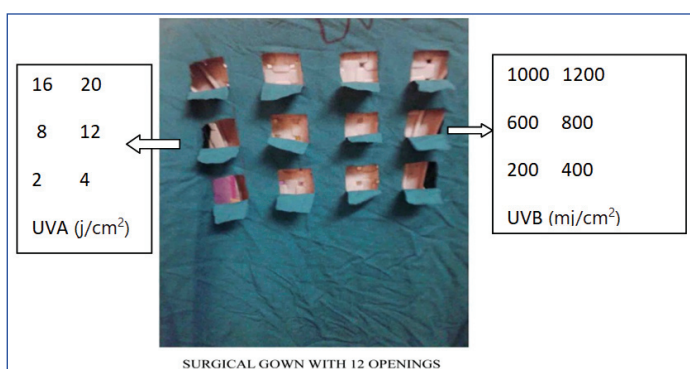 16 20
8 12
2 4
UVA (j/cm²)
1000 1200
600 800
200 400
UVB (mj/cm²)
SURGICAL GOWN WITH 12 OPENINGS